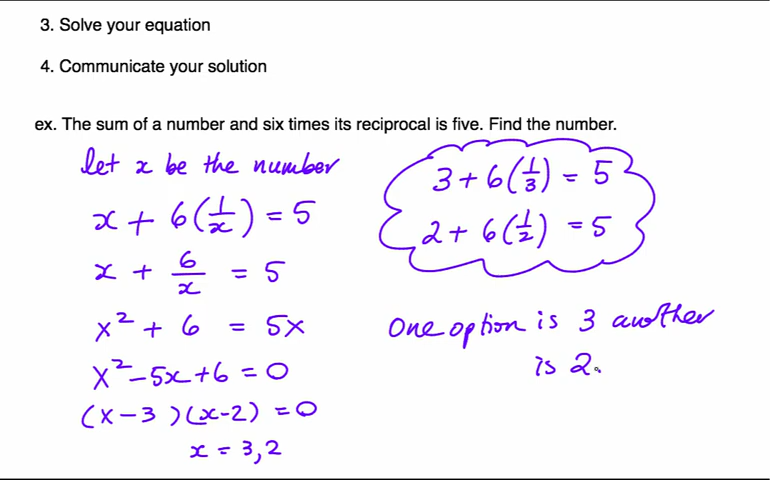 3. Solve your equation
4. Communicate your solution
ex. The sum of a number and six times its reciprocal is five. Find the number.
let x be the number
x + 6(1/x) = 5
x + 6/x = 5
x² + 6 = 5x
x² - 5x + 6 = 0
(x - 3)(x - 2) = 0
x = 3, 2
3 + 6(1/3) = 5
2 + 6(1/2) = 5
One option is 3 another
is 2.